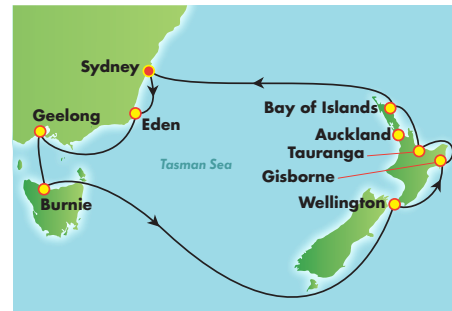 Sydney
Geelong
Eden
Burnie
Tasman Sea
Bay of Islands
Auckland
Tauranga
Gisborne
Wellington